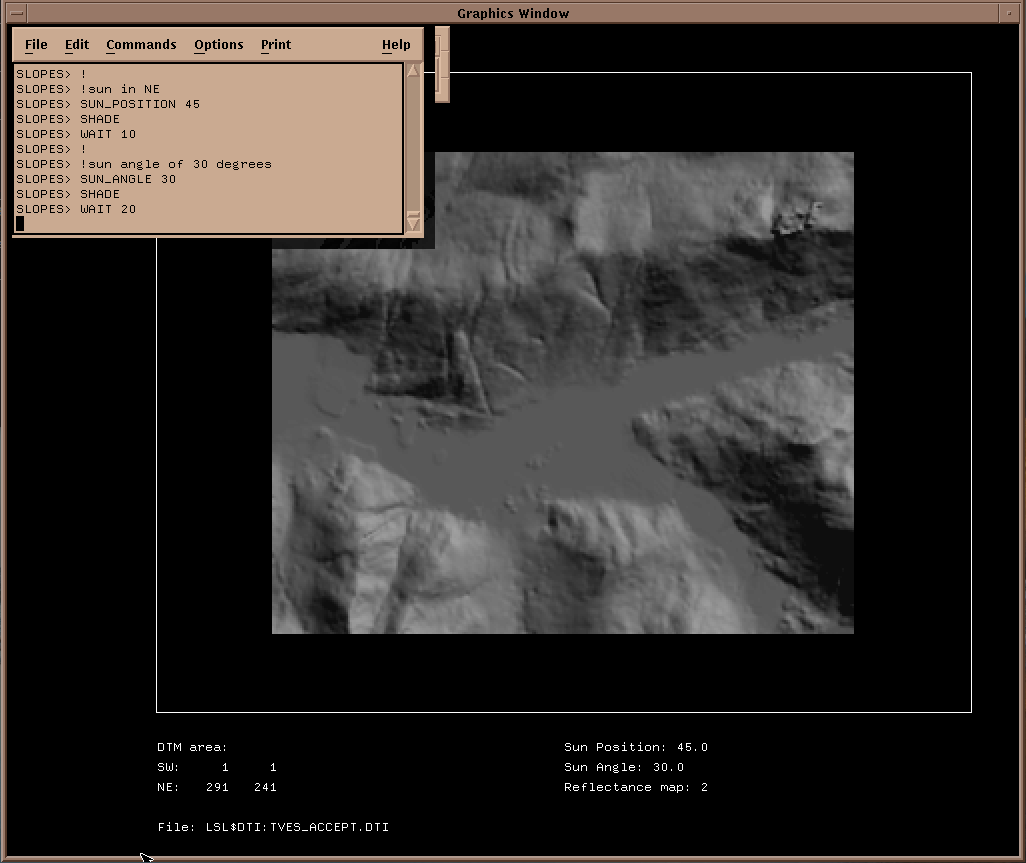 Graphics Window
File Edit Commands Options Print Help
SLOPES> !
SLOPES> !sun in NE
SLOPES> SUN_POSITION 45
SLOPES> SHADE
SLOPES> WAIT 10
SLOPES> !
SLOPES> !sun angle of 30 degrees
SLOPES> SUN_ANGLE 30
SLOPES> SHADE
SLOPES> WAIT 20
DTM area:
SW: 1 1
NE: 291 241
File: LSL$DTI:TVES_ACCEPT.DTI
Sun Position: 45.0
Sun Angle: 30.0
Reflectance map: 2